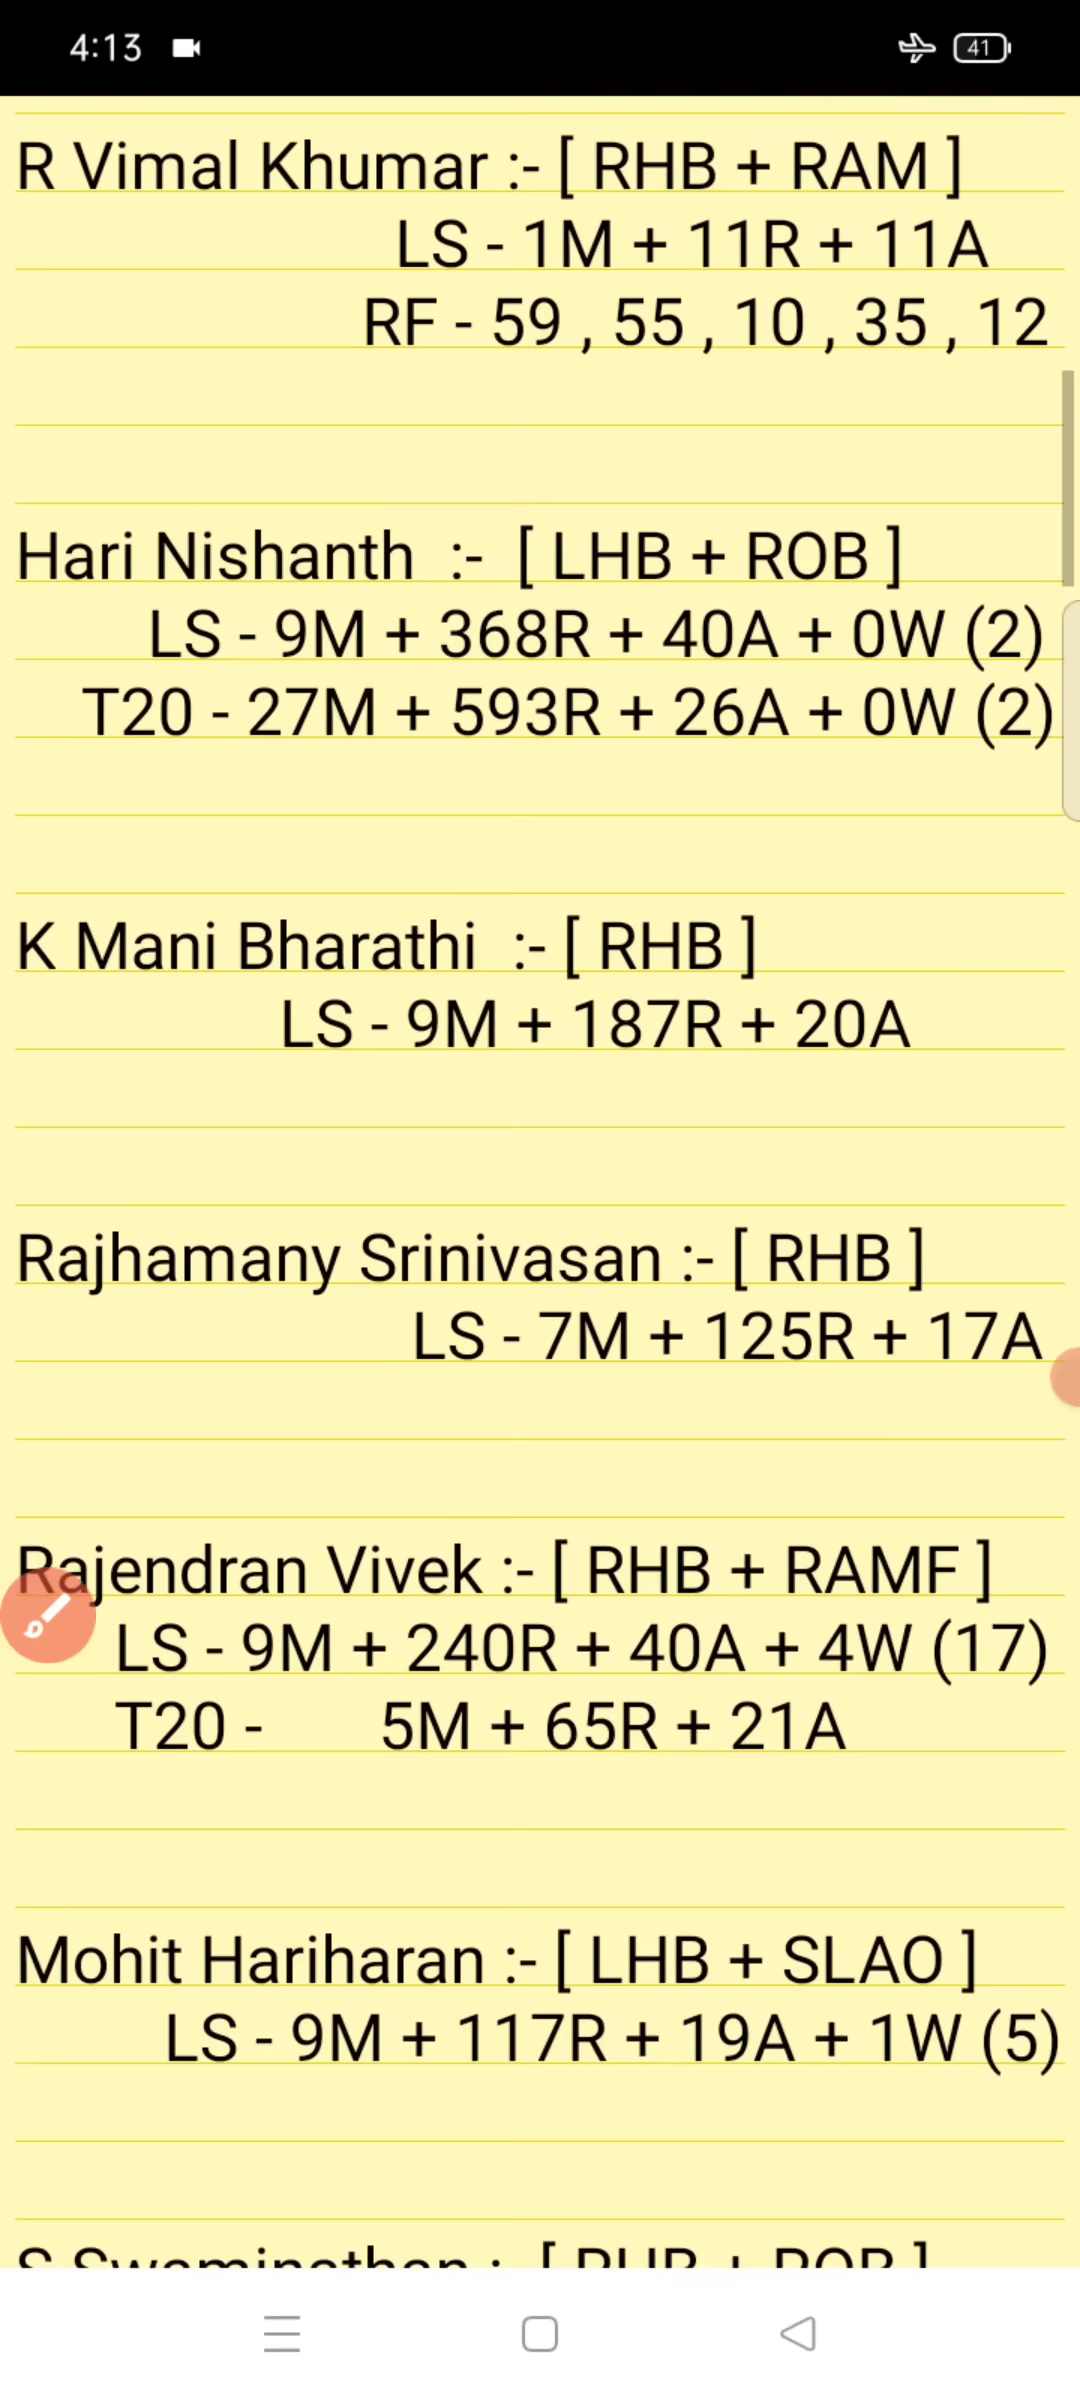 4:13
41
R Vimal Khumar :- [ RHB + RAM ]
LS - 1M + 11R + 11A
RF - 59 , 55 , 10 , 35 , 12
Hari Nishanth :- [ LHB + ROB ]
LS - 9M + 368R + 40A + 0W (2)
T20 - 27M + 593R + 26A + 0W (2)
K Mani Bharathi :- [ RHB ]
LS - 9M + 187R + 20A
Rajhamany Srinivasan :- [ RHB ]
LS - 7M + 125R + 17A
Rajendran Vivek :- [ RHB + RAMF ]
LS - 9M + 240R + 40A + 4W (17)
T20 - 5M + 65R + 21A
Mohit Hariharan :- [ LHB + SLAO ]
LS - 9M + 117R + 19A + 1W (5)
S Swaminathan :- [ RHB + ROB ]